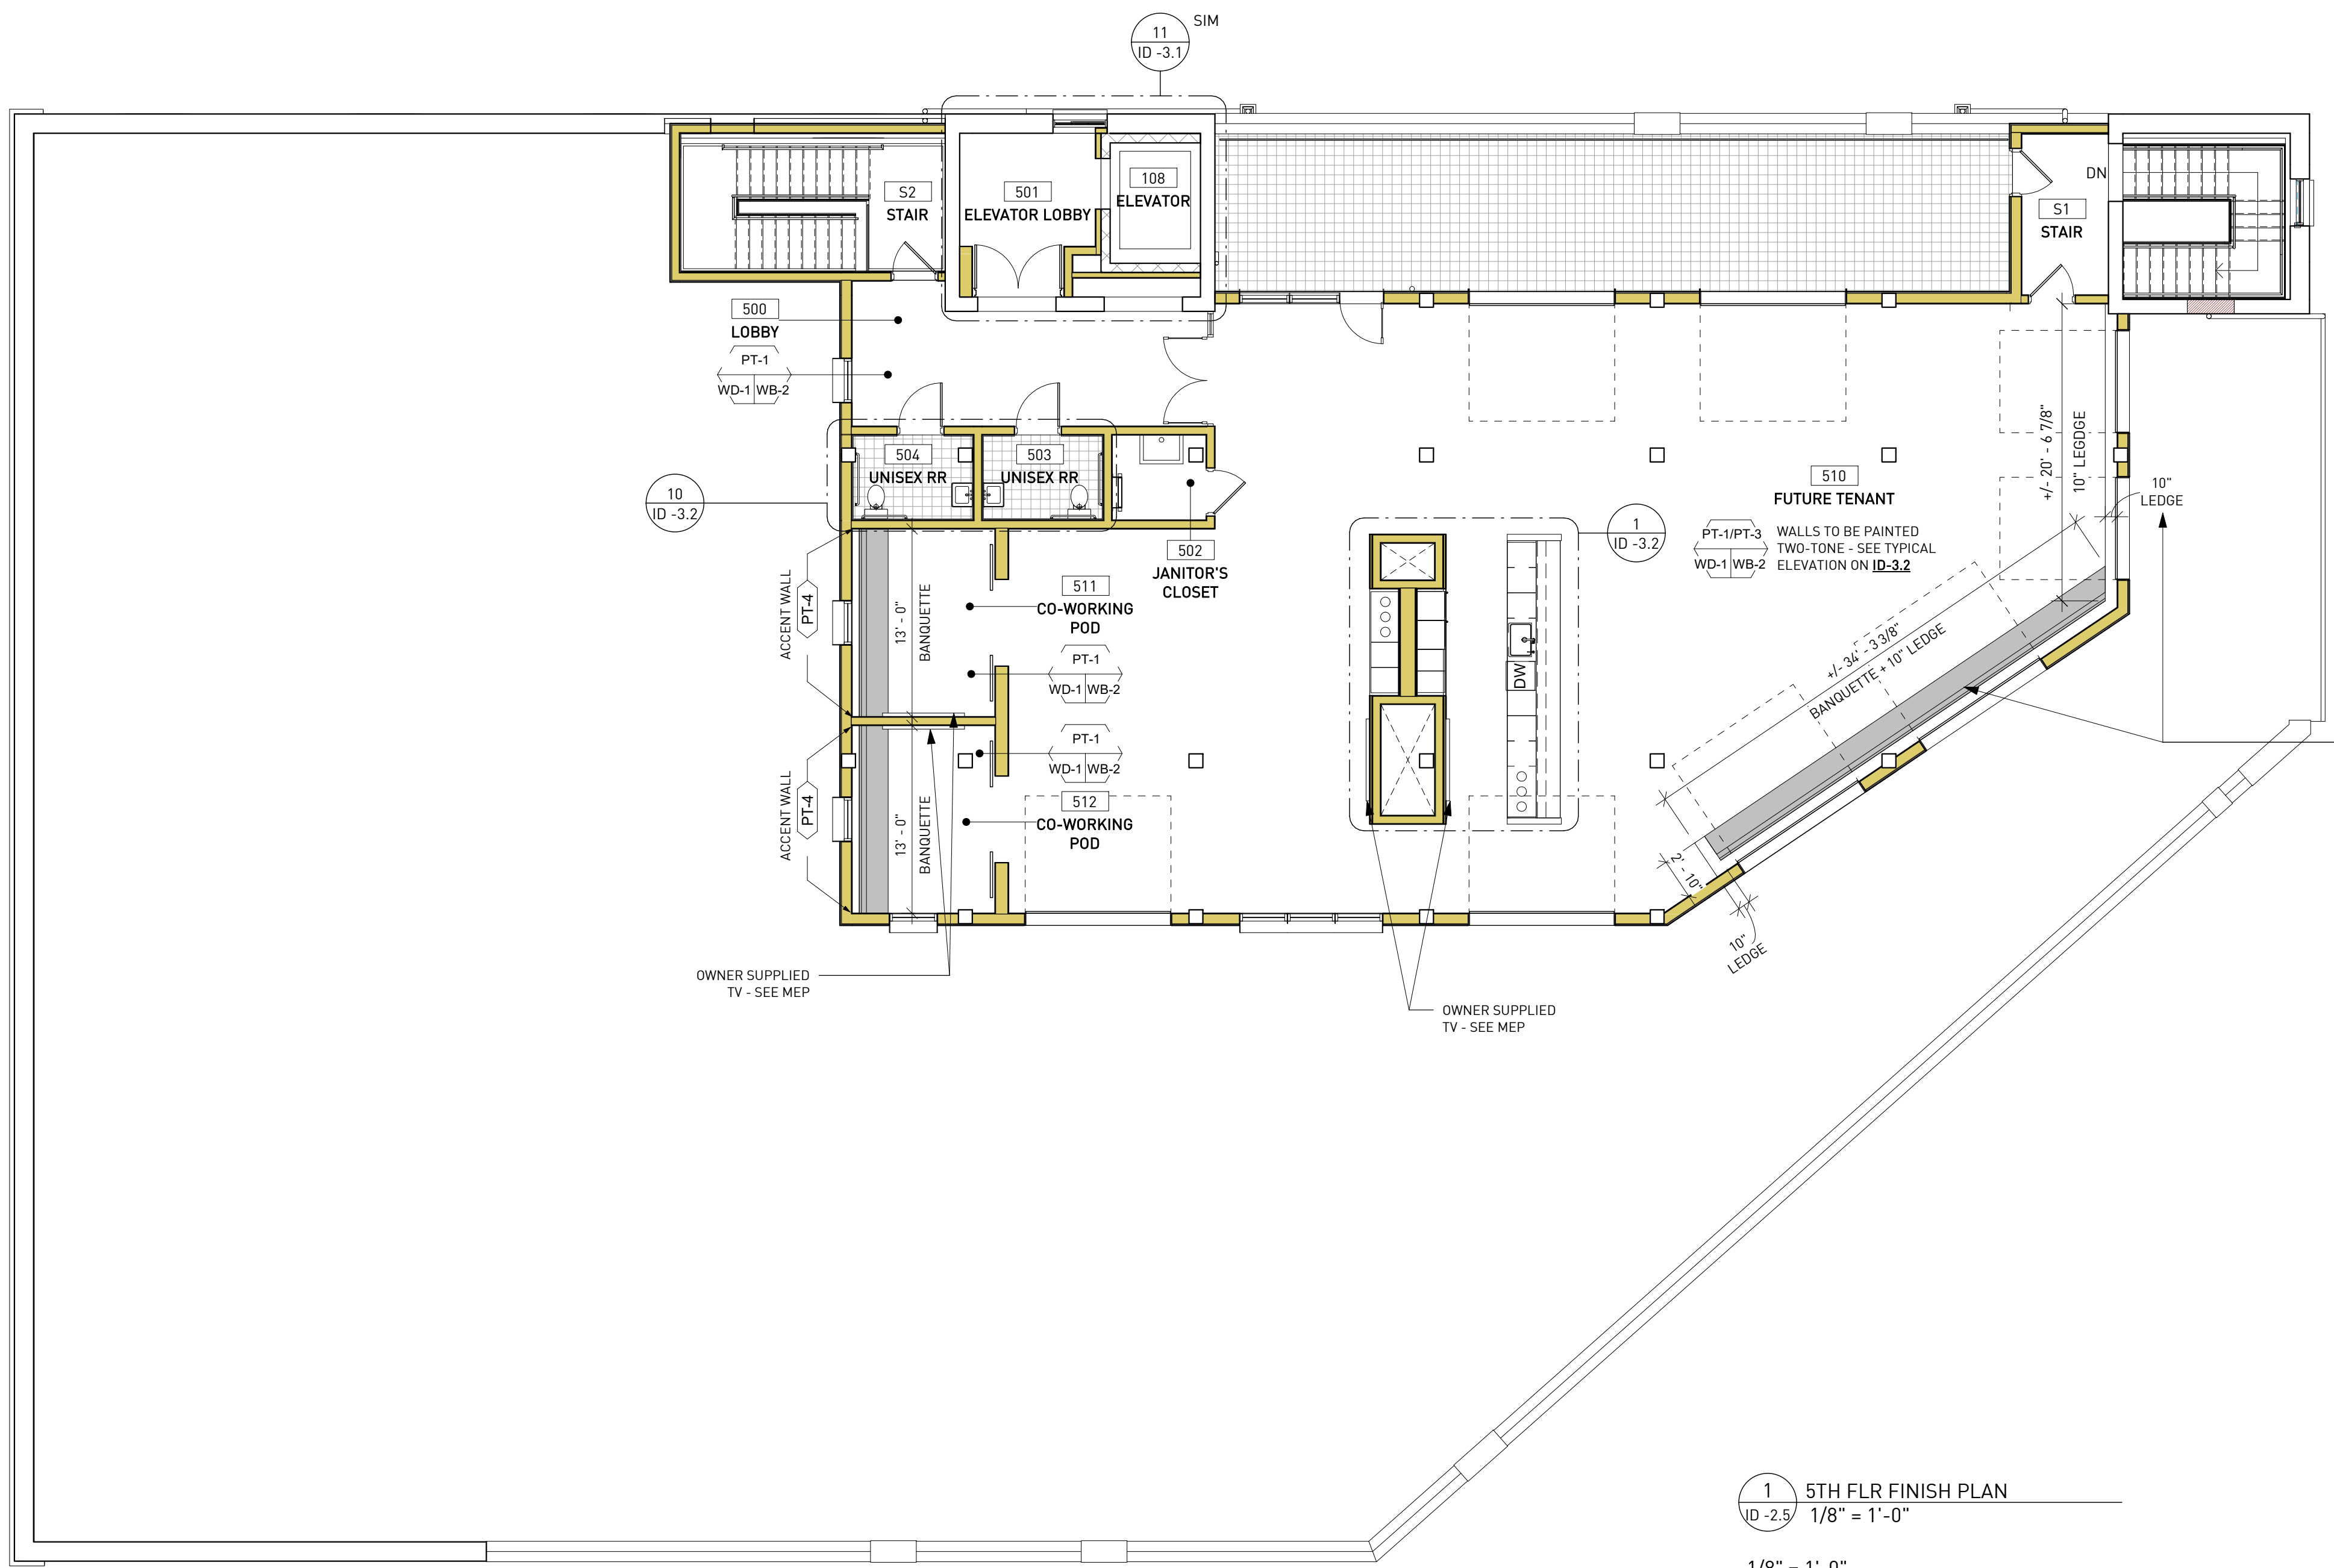 11
ID -3.1
SIM
S2
STAIR
501
ELEVATOR LOBBY
108
ELEVATOR
DN
S1
STAIR
500
LOBBY
PT-1
WD-1 WB-2
504
UNISEX RR
503
UNISEX RR
10
ID -3.2
502
JANITOR'S
CLOSET
510
FUTURE TENANT
PT-1/PT-3
WD-1 WB-2
WALLS TO BE PAINTED
TWO-TONE - SEE TYPICAL
ELEVATION ON ID-3.2
+/- 20' - 6 7/8"
10" LEGDGE
10"
LEDGE
1
ID -3.2
ACCENT WALL
PT-4
13' - 0"
BANQUETTE
511
CO-WORKING
POD
PT-1
WD-1 WB-2
PT-1
WD-1 WB-2
512
CO-WORKING
POD
ACCENT WALL
PT-4
13' - 0"
BANQUETTE
DW
+/- 34' - 3 3/8"
BANQUETTE +10" LEDGE
2' - 10"
10"
LEDGE
OWNER SUPPLIED
TV - SEE MEP
OWNER SUPPLIED
TV - SEE MEP
1
ID -2.5
5TH FLR FINISH PLAN
1/8" = 1'-0"
1/8" = 1'-0"